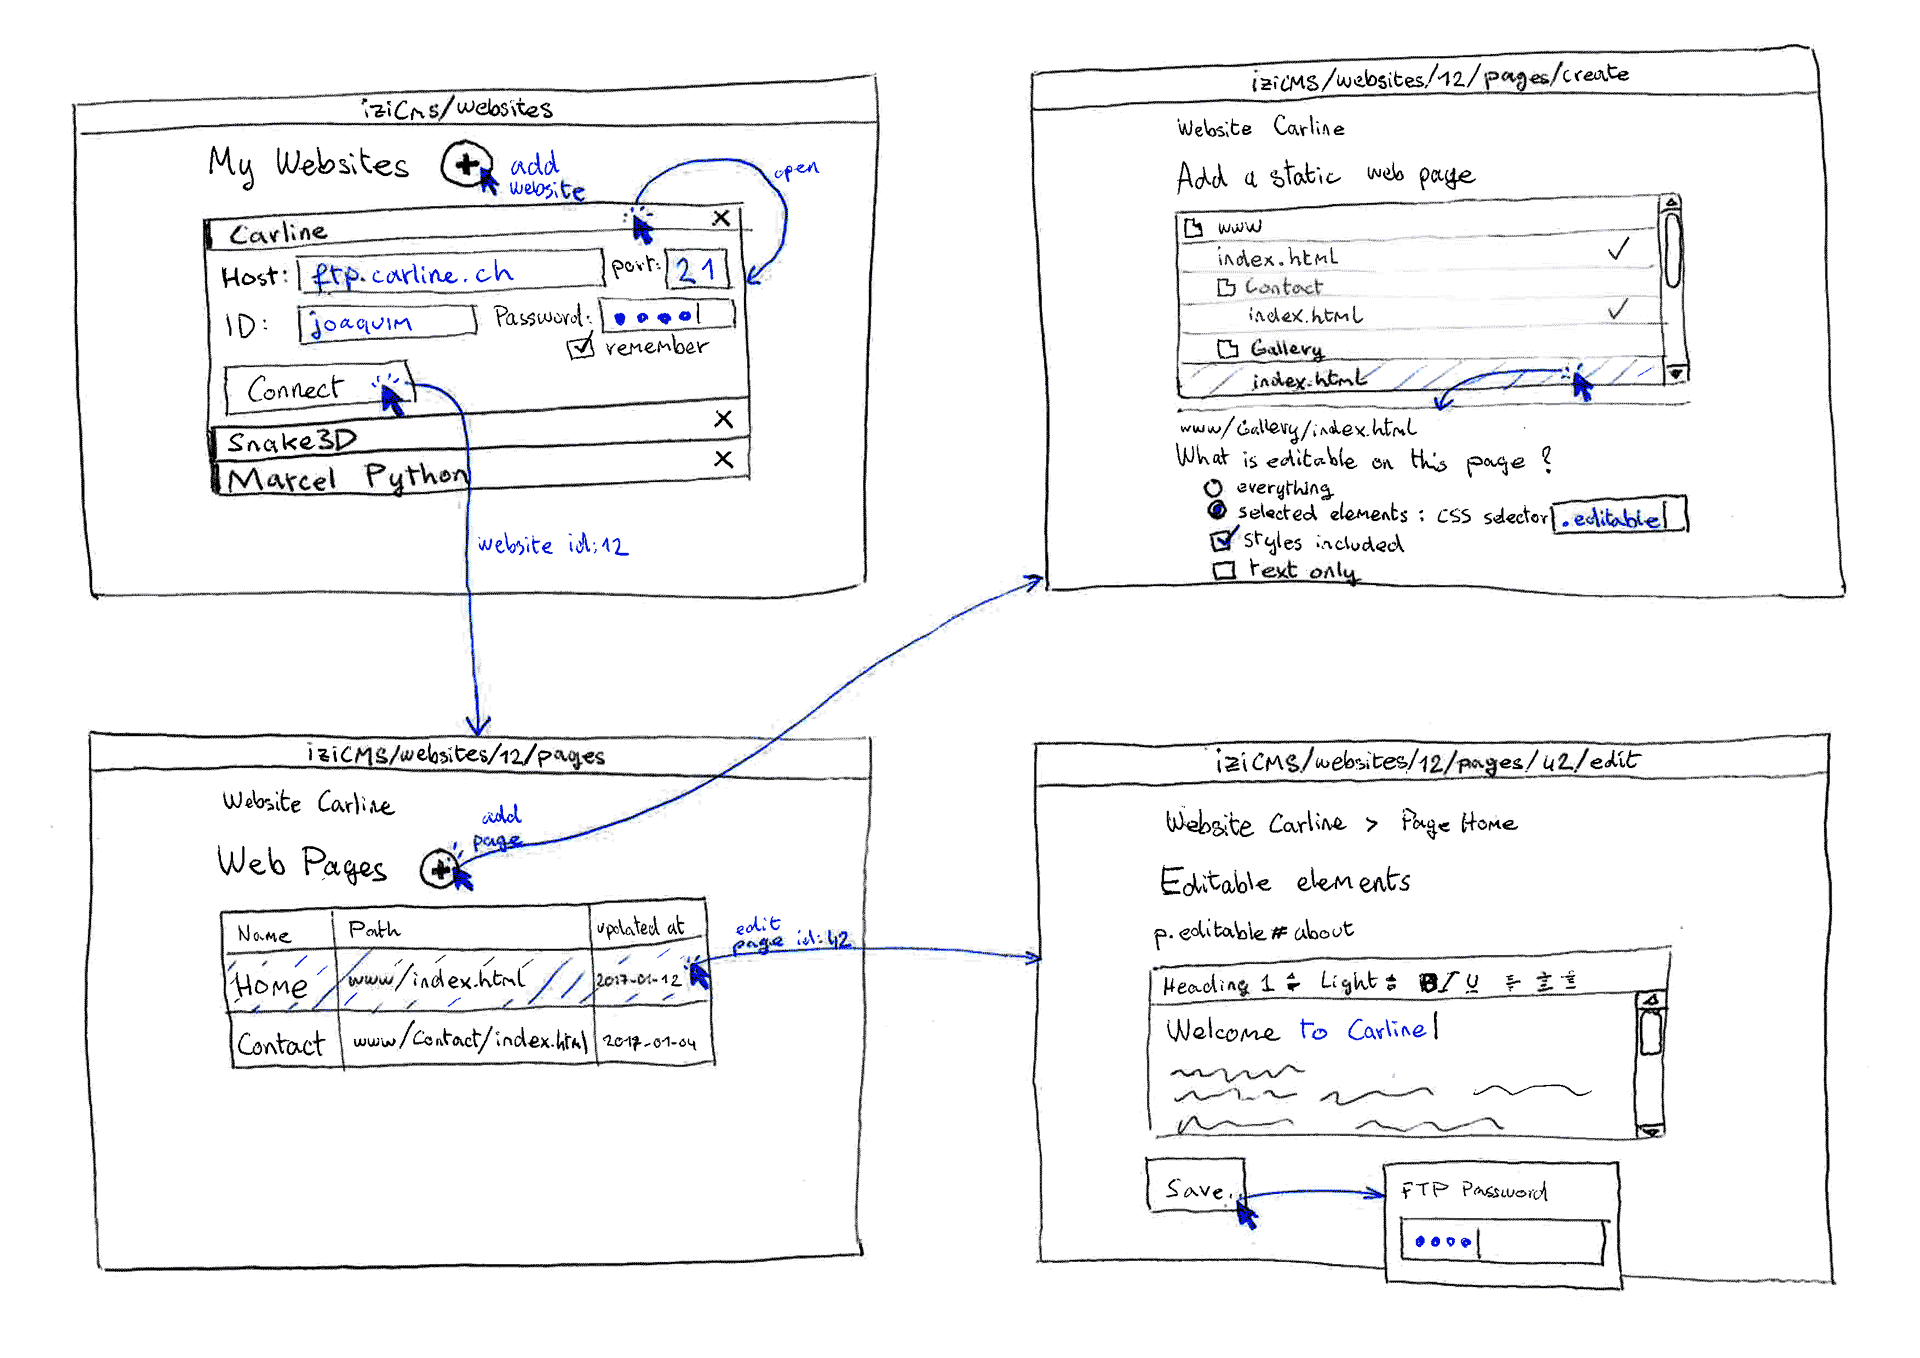 iziCMS/websites
My Websites
add
website
open
Carline
Host: ftp.carline.ch port: 21
ID: joaquim Password:
remember
Connect
Snake3D
Marcel Python
website id:12
iziCMS/websites/12/pages/create
Website Carline
Add a static web page
www
index.html
Contact
index.html
Gallery
index.html
www/Gallery/index.html
What is editable on this page ?
everything
selected elements : CSS selector .editable
styles included
text only
iziCMS/websites/12/pages
Website Carline
add
page
Web Pages
Name Path updated at
Home www/index.html 2017-01-12
Contact www/Contact/index.html 2017-01-04
edit
page id:42
iziCMS/websites/12/pages/42/edit
Website Carline > Page Home
Editable elements
p.editable#about
Heading 1 Light B I U
Welcome to Carline
Save
FTP Password